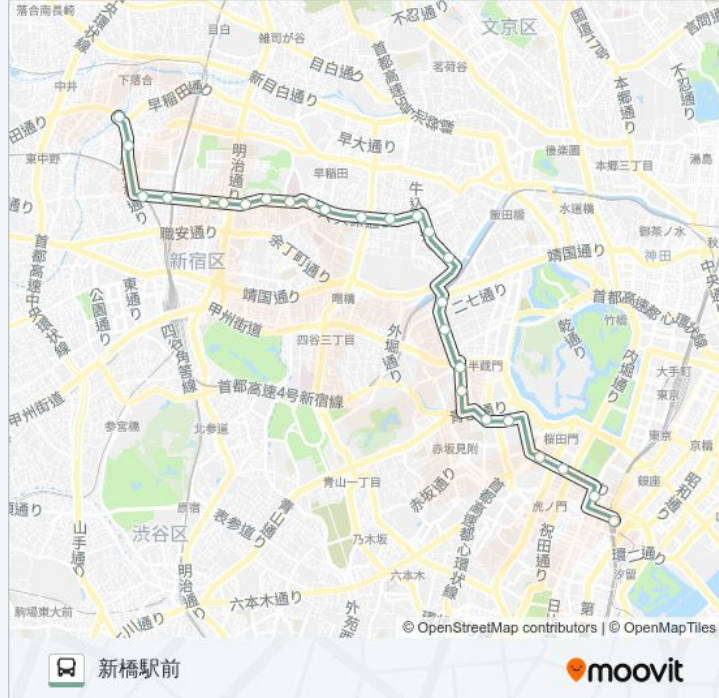 落合南長崎
中央環状線
目白
雑司が谷
不忍通り
文京区
国道17号
言問通り
中井
下落合
目白通り
茗荷谷
首都高速5号
本郷通り
不忍通り
早稲田通り
新目白通り
東中野
明治通り
早大通り
早稲田
後楽園
本郷三丁目
湯島
飯田橋
水道橋
職安通り
余丁町通り
御茶ノ水
神田
新宿区
靖国通り
靖国通り
曙橋
二七通り
東通り
公園通り
甲州街道
四谷三丁目
外堀通り
乾通り
竹橋
内堀通り
半蔵門
大手町
東京
首都高速中央環状線
甲州街道
首都高速4号新宿線
参宮橋
北参道
桜田門
東京
京橋
赤坂見附
銀座
昭和通り
青山一丁目
赤坂通り
虎ノ門
原宿
表参道
青山通り
首都高速都心環状線
祝田通り
渋谷区
山手通り
乃木坂
環二通り
汐留
明治通り
六本木
六本木通り
駒場東大前
© OpenStreetMap contributors | © OpenMapTiles
新橋駅前
moovit